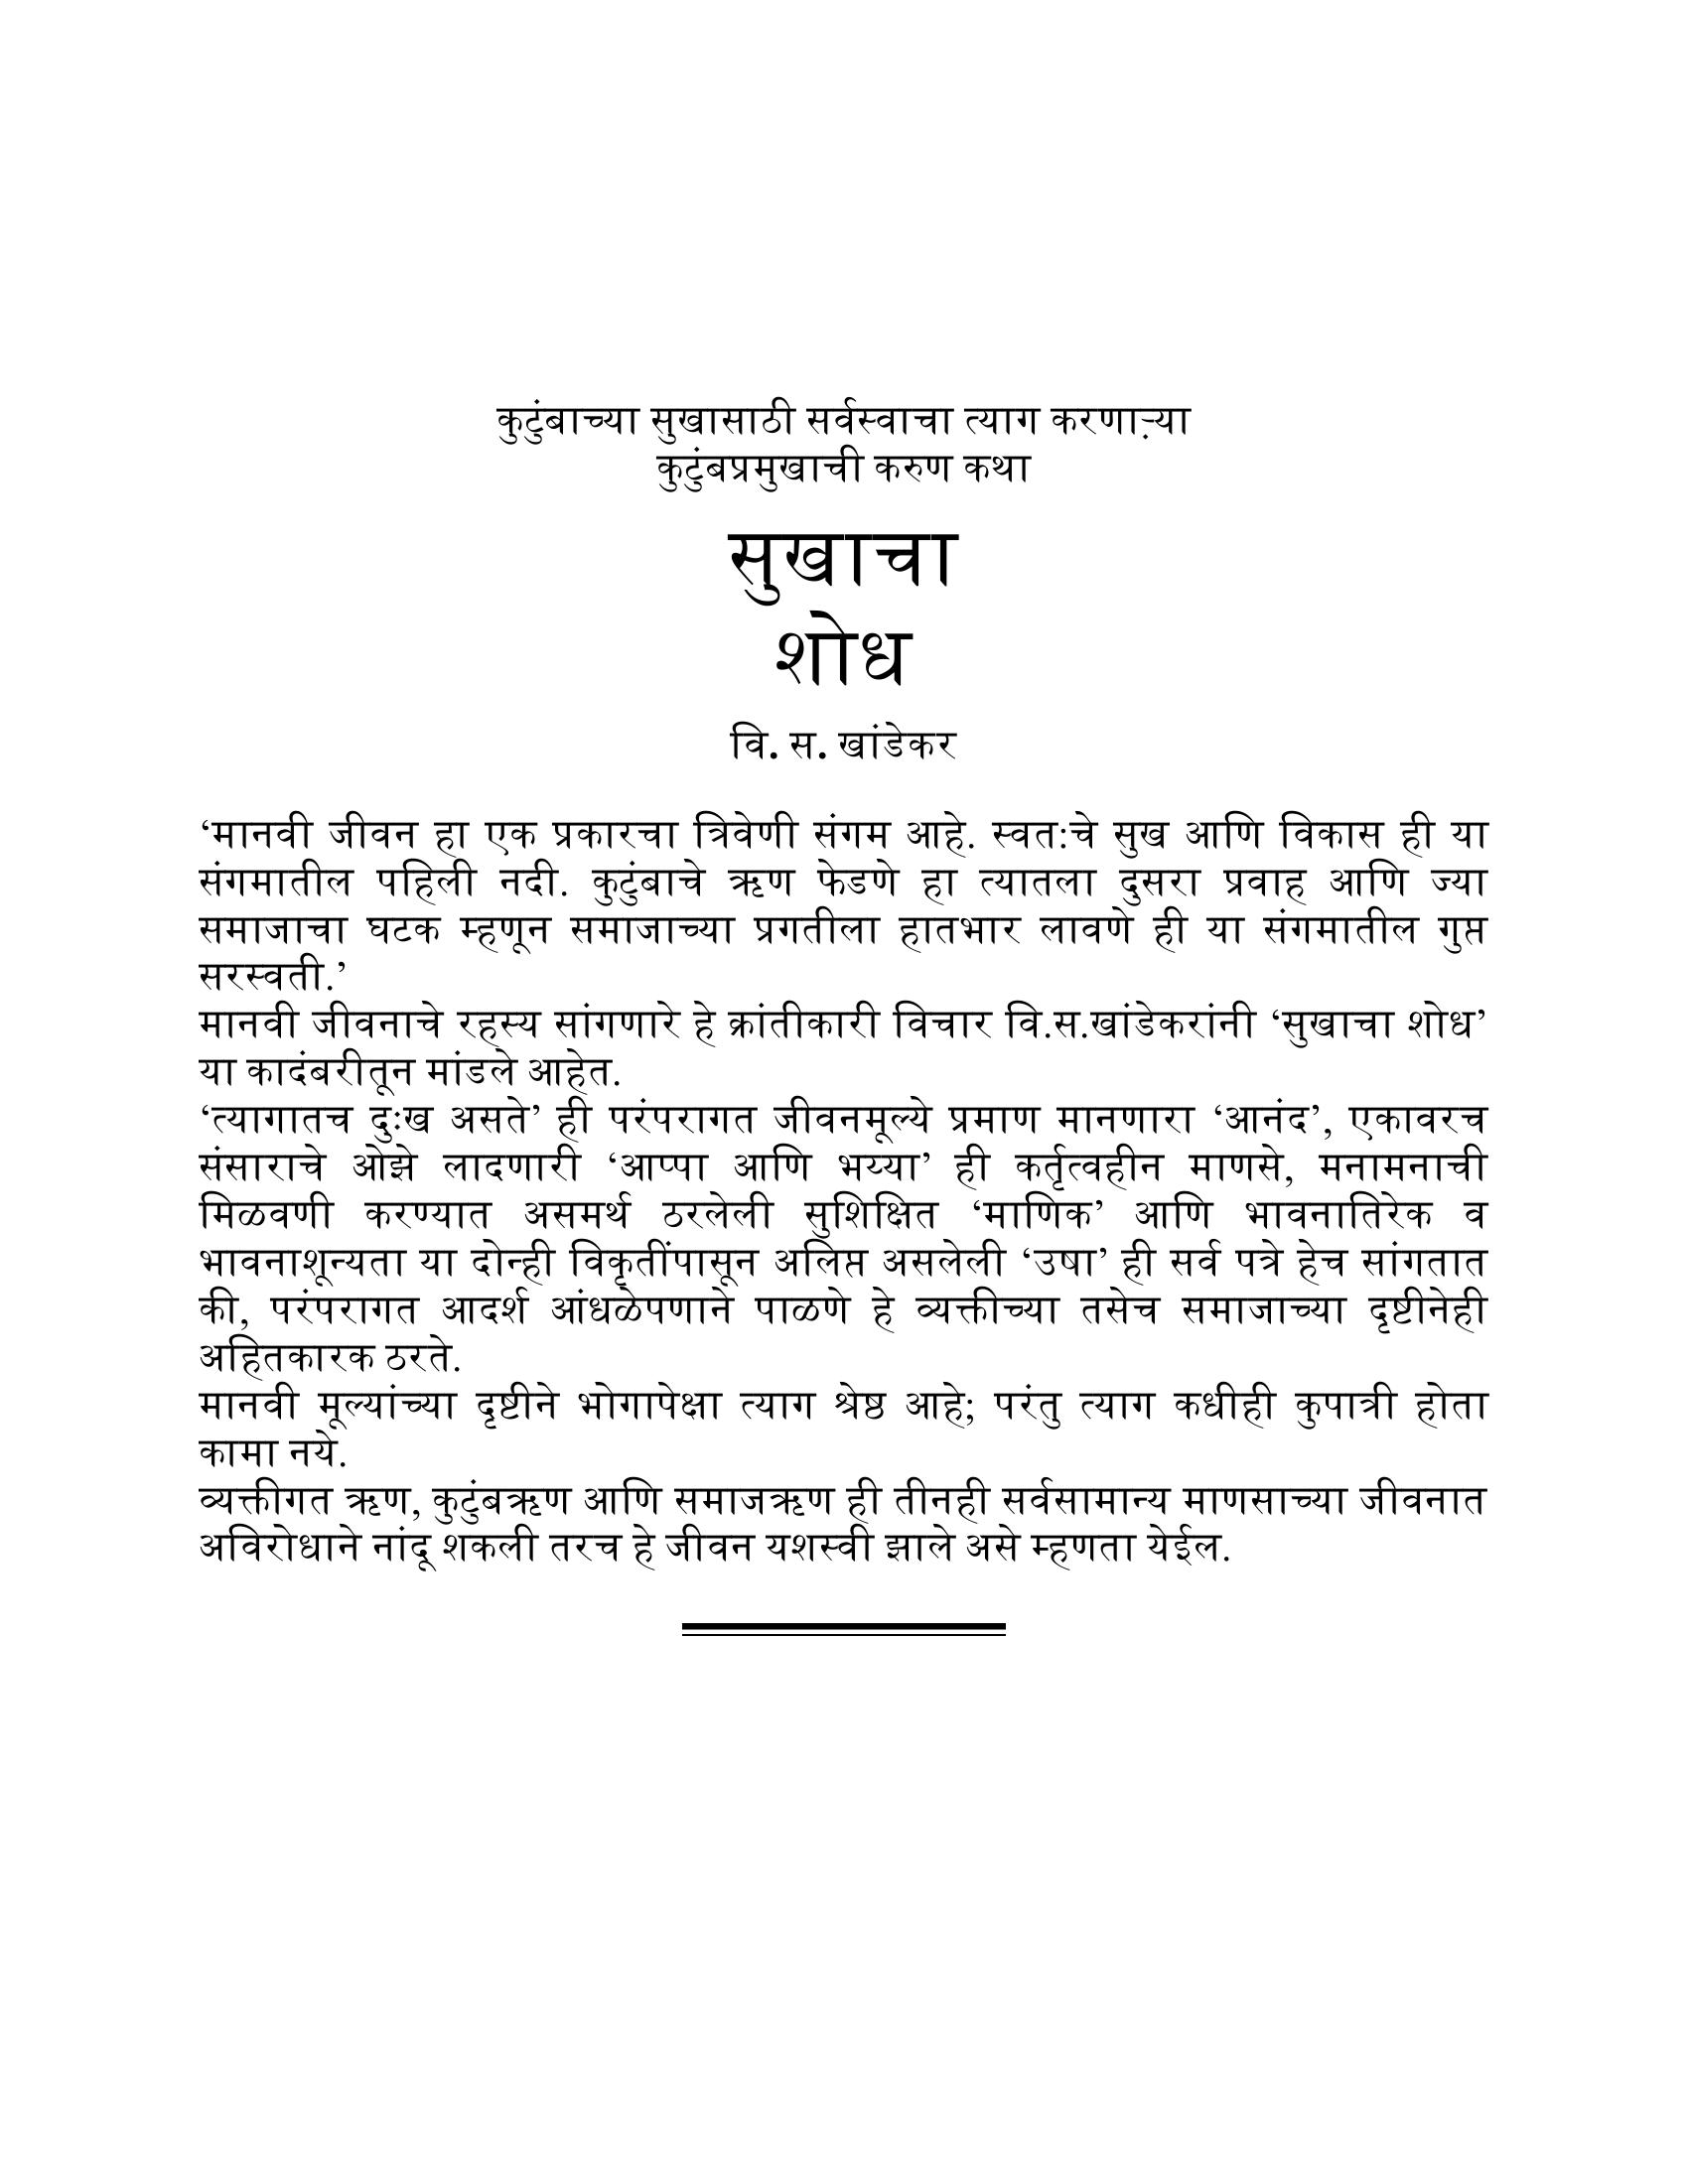 कुटुंबाच्या सुखासाठी सर्वस्वाचा त्याग करणाऱ्या
कुटुंबप्रमुखाची करुण कथा
सुखाचा
शोध
वि. स. खांडेकर
‘मानवी जीवन हा एक प्रकारचा त्रिवेणी संगम आहे. स्वत:चे सुख आणि विकास ही या
संगमातील पहिली नदी. कुटुंबाचे ऋण फेडणे हा त्यातला दुसरा प्रवाह आणि ज्या
समाजाचा घटक म्हणून समाजाच्या प्रगतीला हातभार लावणे ही या संगमातील गुप्त
सरस्वती.’
मानवी जीवनाचे रहस्य सांगणारे हे क्रांतीकारी विचार वि.स.खांडेकरांनी ‘सुखाचा शोध’
या कादंबरीतून मांडले आहेत.
‘त्यागातच दुःख असते’ ही परंपरागत जीवनमूल्ये प्रमाण मानणारा ‘आनंद’, एकावरच
संसाराचे ओझे लादणारी ‘आप्पा आणि भय्या’ ही कर्तृत्वहीन माणसे, मनामनाची
मिळवणी करण्यात असमर्थ ठरलेली सुशिक्षित ‘माणिक’ आणि भावनातिरेक व
भावनाशून्यता या दोन्ही विकृतींपासून अलिप्त असलेली ‘उषा’ ही सर्व पत्रे हेच सांगतात
की, परंपरागत आदर्श आंधळेपणाने पाळणे हे व्यक्तीच्या तसेच समाजाच्या दृष्टीनेही
अहितकारक ठरते.
मानवी मूल्यांच्या दृष्टीने भोगापेक्षा त्याग श्रेष्ठ आहे; परंतु त्याग कधीही कुपात्री होता
कामा नये.
व्यक्तीगत ऋण, कुटुंबऋण आणि समाजऋण ही तीनही सर्वसामान्य माणसाच्या जीवनात
अविरोधाने नांदू शकली तरच हे जीवन यशस्वी झाले असे म्हणता येईल.